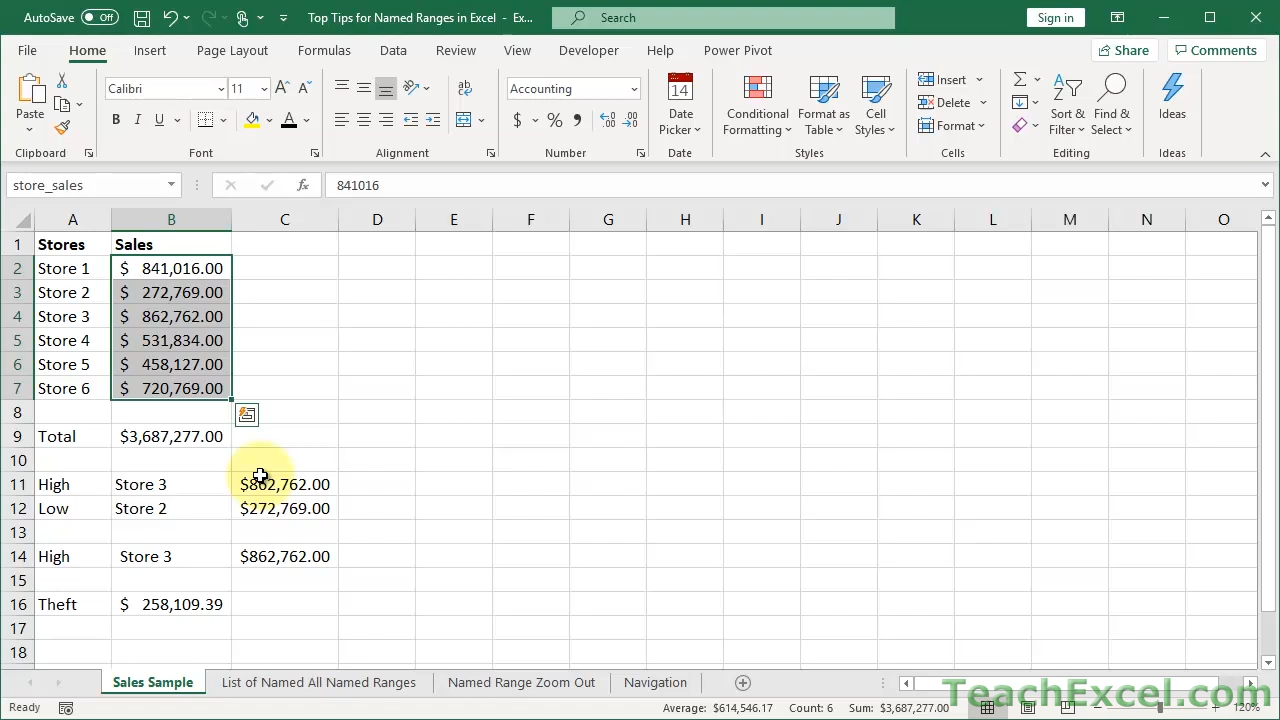 AutoSave Off Top Tips for Named Ranges in Excel - Ex... Search Sign in
File Home Insert Page Layout Formulas Data Review View Developer Help Power Pivot Share Comments
Paste Calibri 11 Accounting 14 Date Picker Conditional Formatting Format as Table Cell Styles Insert Delete Format Sort & Filter Find & Select Ideas
B I U A $ % ,
Clipboard Font Alignment Number Date Styles Cells Editing Ideas
store_sales fx 841016
A B C D E F G H I J K L M N O
1 Stores Sales
2 Store 1 $ 841,016.00
3 Store 2 $ 272,769.00
4 Store 3 $ 862,762.00
5 Store 4 $ 531,834.00
6 Store 5 $ 458,127.00
7 Store 6 $ 720,769.00
8
9 Total $3,687,277.00
10
11 High Store 3 $862,762.00
12 Low Store 2 $272,769.00
13
14 High Store 3 $862,762.00
15
16 Theft $ 258,109.39
17
18
Sales Sample List of Named All Named Ranges Named Range Zoom Out Navigation
Ready Average: $614,546.17 Count: 6 Sum: $3,687,277.00 120%
TeachExcel.com